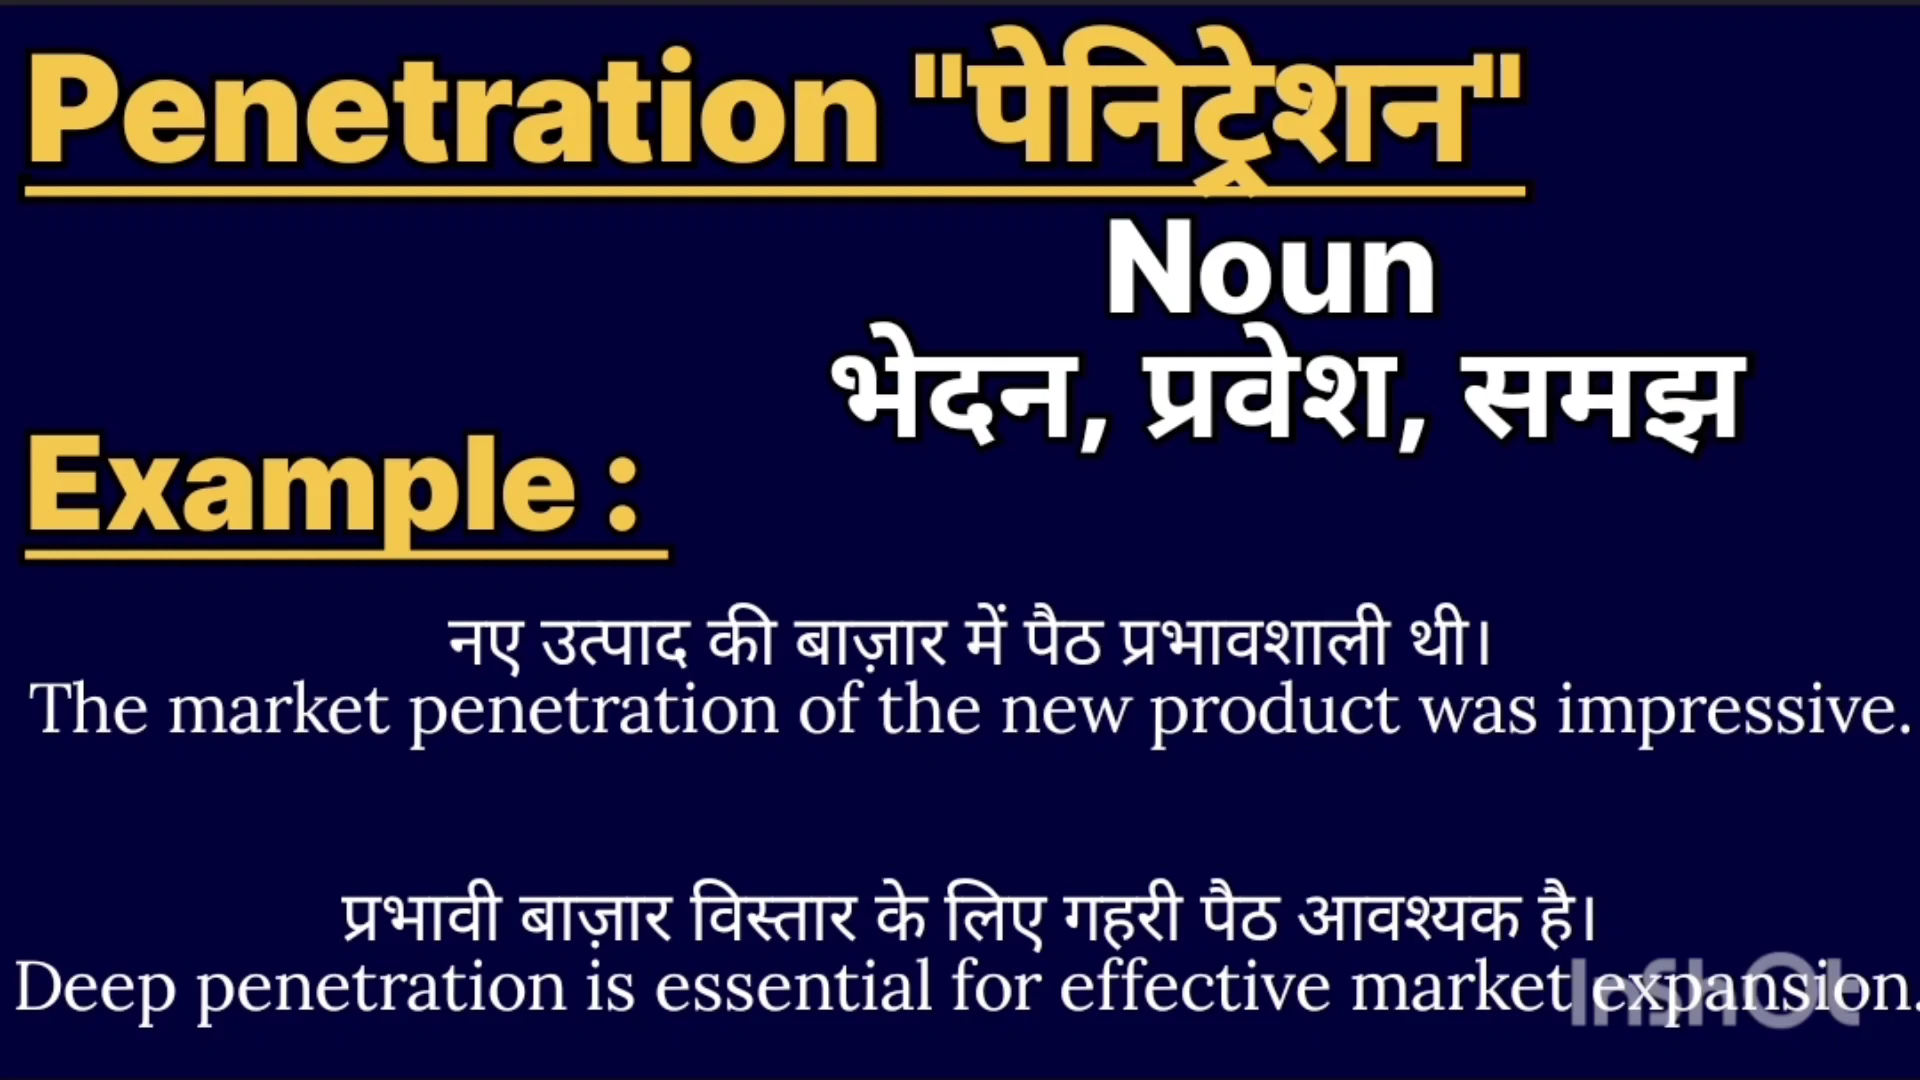 Penetration "पेनिट्रेशन"
Noun
भेदन, प्रवेश, समझ
Example :
नए उत्पाद की बाज़ार में पैठ प्रभावशाली थी।
The market penetration of the new product was impressive.
प्रभावी बाज़ार विस्तार के लिए गहरी पैठ आवश्यक है।
Deep penetration is essential for effective market expansion.
InShOt